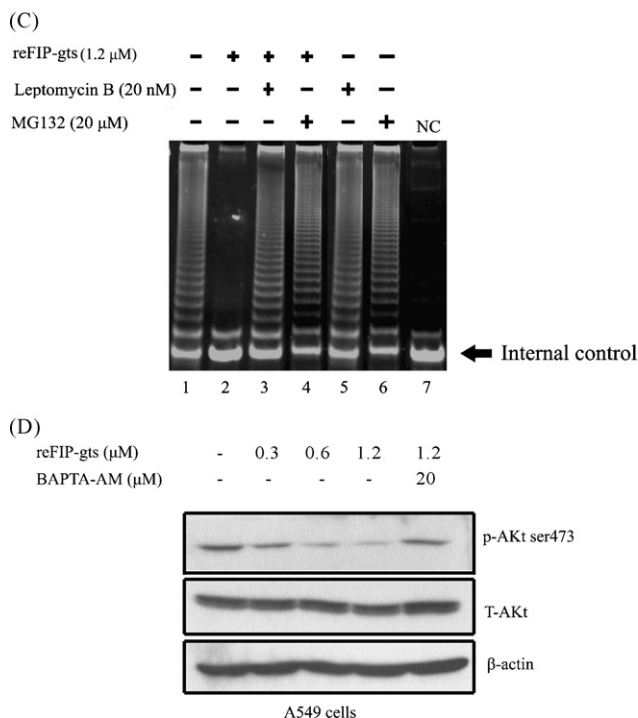 (C)
reFIP-gts (1.2 μM) - + + + - -
Leptomycin B (20 nM) - - + - + -
MG132 (20 μM) - - - + - + NC
Internal control
1 2 3 4 5 6 7
(D)
reFIP-gts (μM) - 0.3 0.6 1.2 1.2
BAPTA-AM (μM) - - - - 20
p-AKt ser473
T-AKt
β-actin
A549 cells